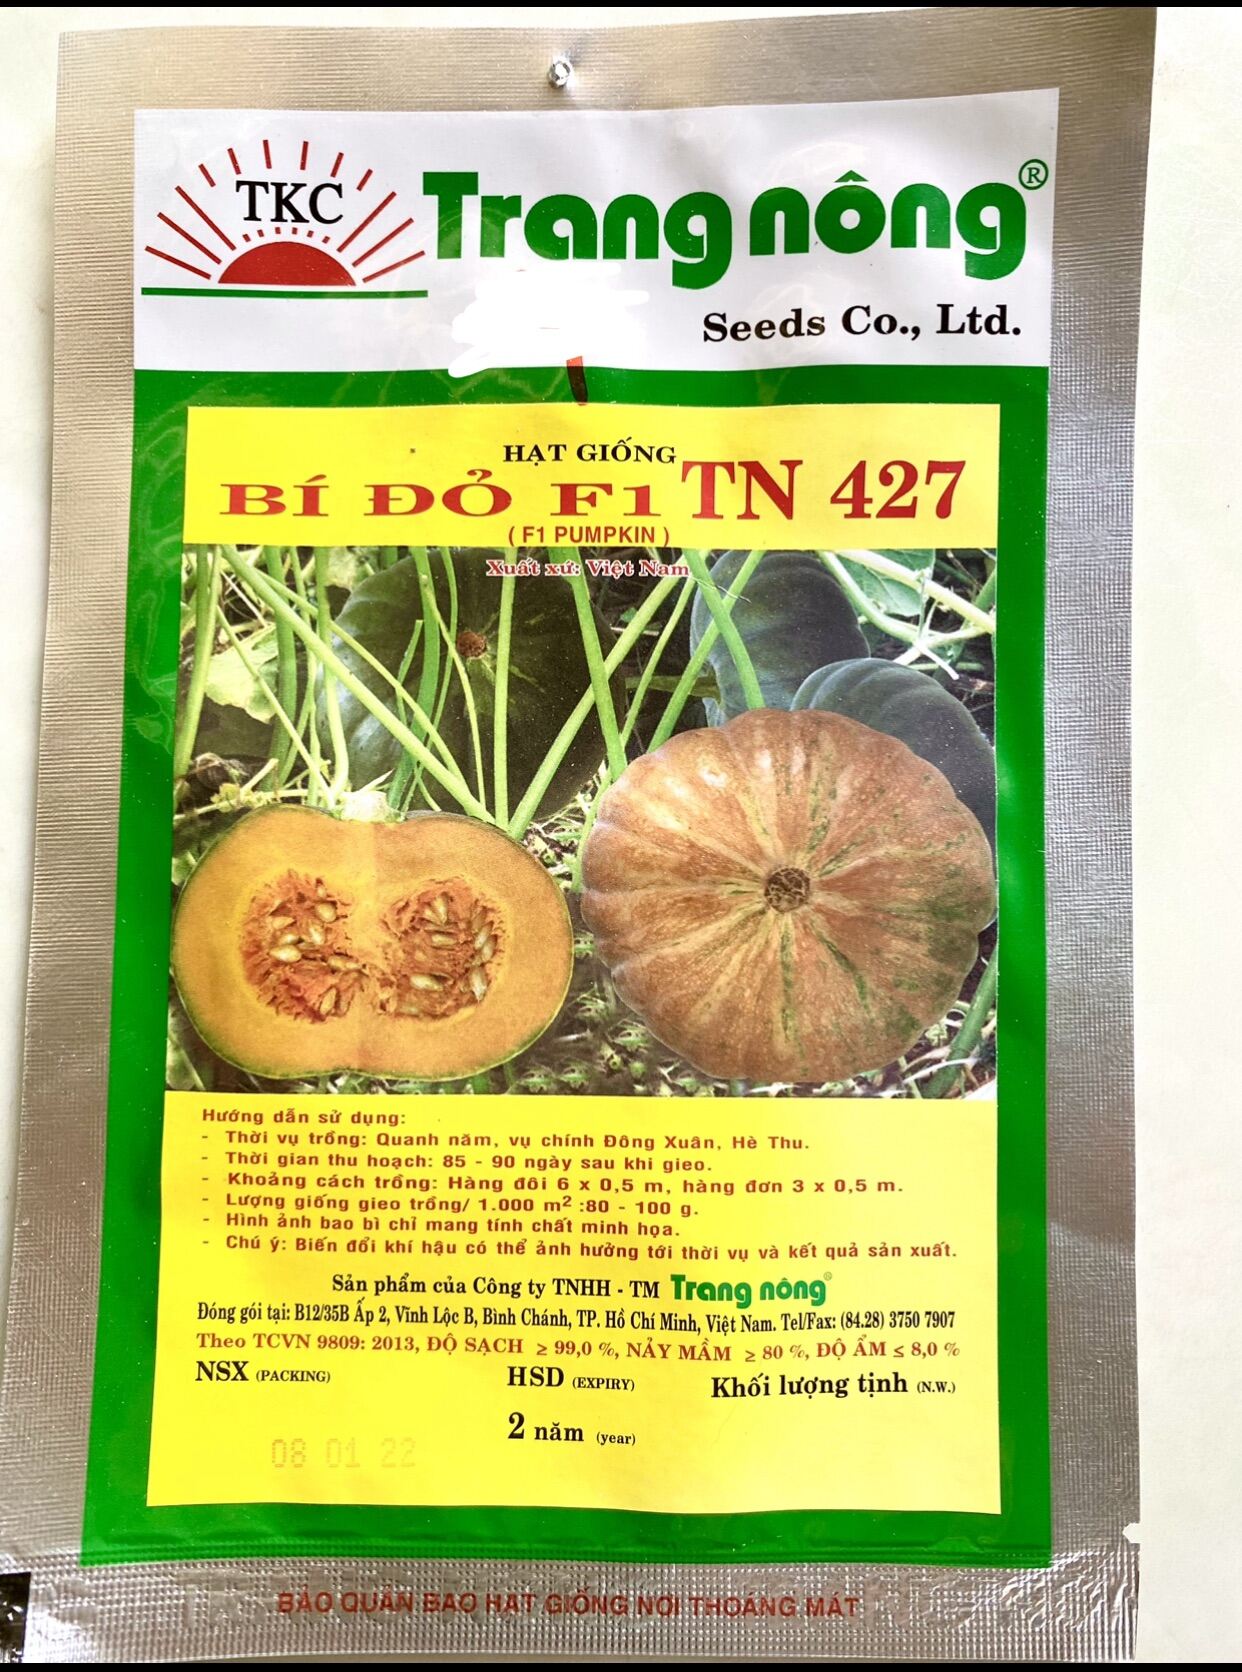 TKC
Trang nông®
Seeds Co., Ltd.
HẠT GIỐNG
BÍ ĐỎ F1 TN 427
( F1 PUMPKIN )
Xuất xứ: Việt Nam
Hướng dẫn sử dụng:
- Thời vụ trồng: Quanh năm, vụ chính Đông Xuân, Hè Thu.
- Thời gian thu hoạch: 85 - 90 ngày sau khi gieo.
- Khoảng cách trồng: Hàng đôi 6 x 0,5 m, hàng đơn 3 x 0,5 m.
- Lượng giống gieo trồng/ 1.000 m² :80 - 100 g.
- Hình ảnh bao bì chỉ mang tính chất minh họa.
- Chú ý: Biến đổi khí hậu có thể ảnh hưởng tới thời vụ và kết quả sản xuất.
Sản phẩm của Công ty TNHH - TM Trang nông®
Đóng gói tại: B12/35B Ấp 2, Vĩnh Lộc B, Bình Chánh, TP. Hồ Chí Minh, Việt Nam. Tel/Fax: (84.28) 3750 7907
Theo TCVN 9809: 2013, ĐỘ SẠCH ≥ 99,0 %, NẢY MẦM ≥ 80 %, ĐỘ ẨM ≤ 8,0 %
NSX (PACKING) HSD (EXPIRY) Khối lượng tịnh (N.W.)
2 năm (year)
08 01 22
BẢO QUẢN BAO HẠT GIỐNG NƠI THOÁNG MÁT